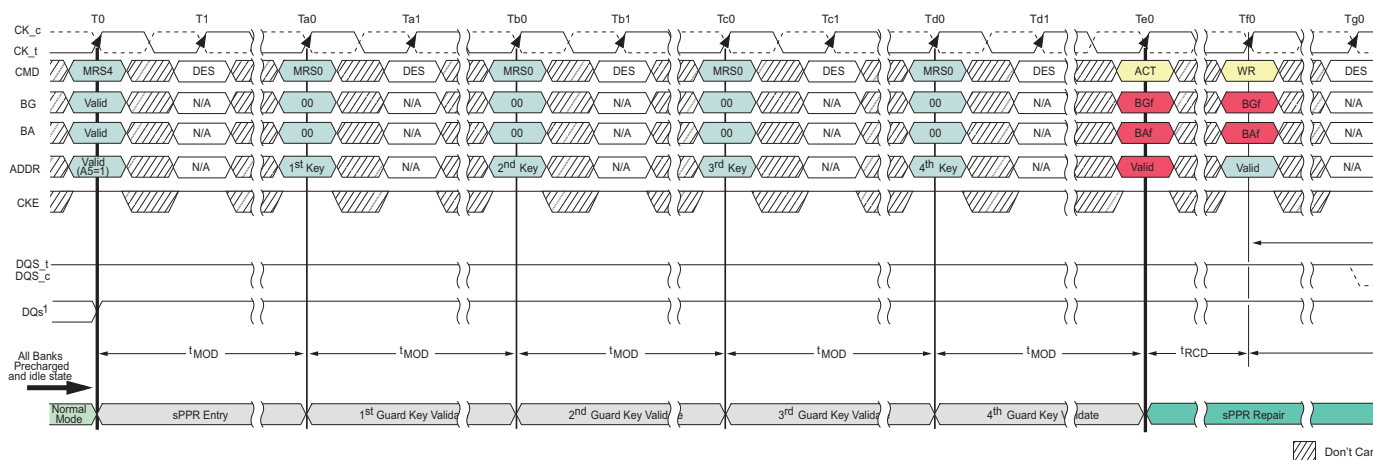 T0 T1 Ta0 Ta1 Tb0 Tb1 Tc0 Tc1 Td0 Td1 Te0 Tf0 Tg0
CK_c
CK_t
CMD MRS4 DES MRS0 DES MRS0 DES MRS0 DES MRS0 DES ACT WR DES
BG Valid N/A 00 N/A 00 N/A 00 N/A 00 N/A BGf BGf N/A
BA Valid N/A 00 N/A 00 N/A 00 N/A 00 N/A BAf BAf N/A
ADDR Valid (A5=1) N/A 1st Key N/A 2nd Key N/A 3rd Key N/A 4th Key N/A Valid Valid N/A
CKE
DQS_t
DQS_c
DQs1
tMOD tMOD tMOD tMOD tMOD tRCD
All Banks
Precharged
and idle state
Normal Mode sPPR Entry 1st Guard Key Valida 2nd Guard Key Valid e 3rd Guard Key Valida 4th Guard Key V date sPPR Repair
Don't Car